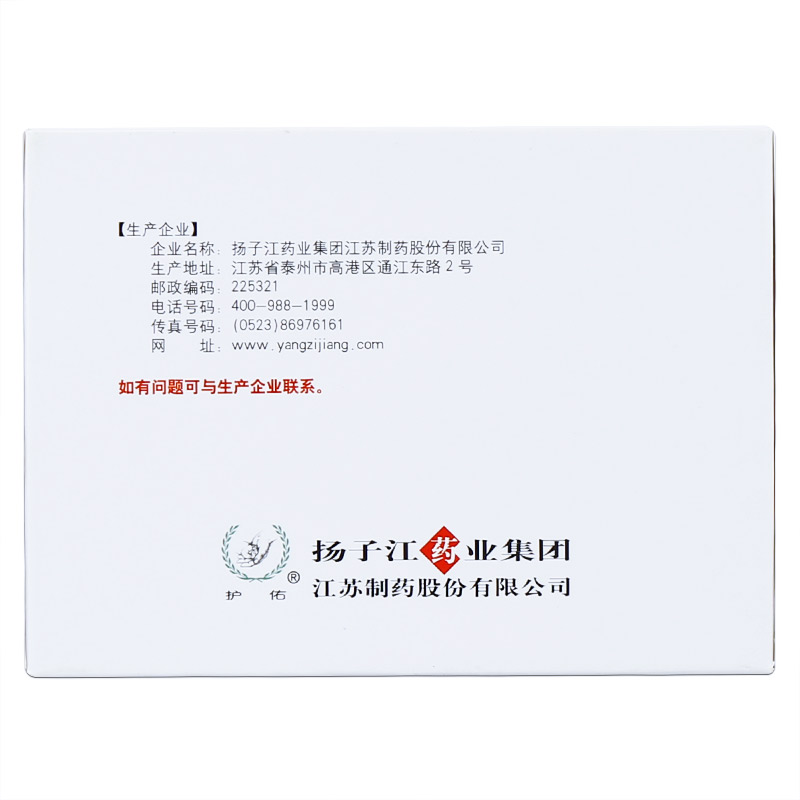 【生产企业】
企业名称：扬子江药业集团江苏制药股份有限公司
生产地址：江苏省泰州市高港区通江东路2号
邮政编码：225321
电话号码：400-988-1999
传真号码：(0523)86976161
网　　址：www.yangzijiang.com
如有问题可与生产企业联系。
扬子江药业集团
护佑® 江苏制药股份有限公司